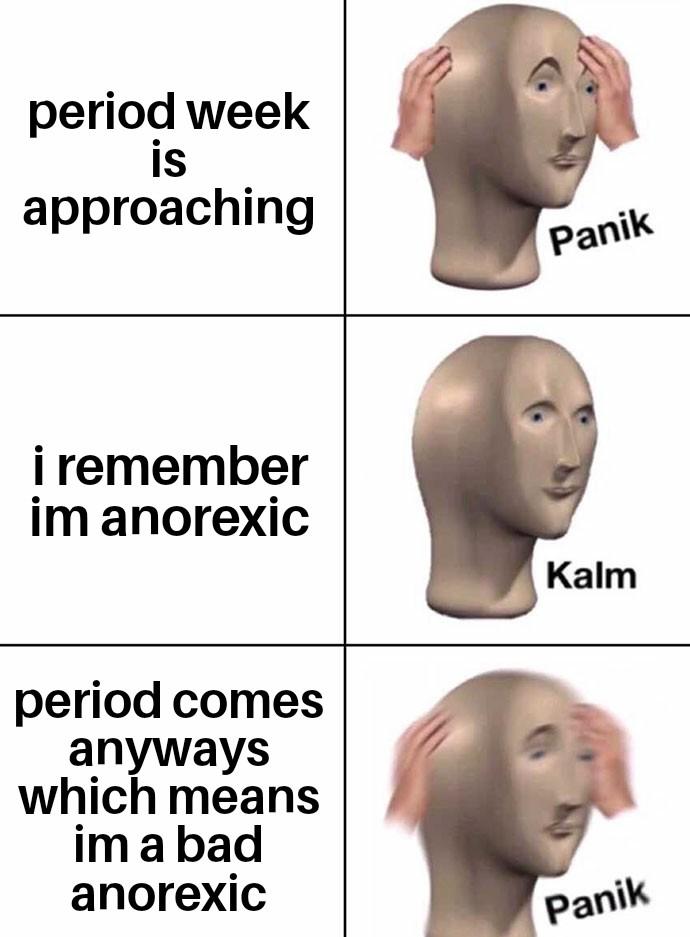 period week
is
approaching
Panik
i remember
im anorexic
Kalm
period comes
anyways
which means
im a bad
anorexic
Panik